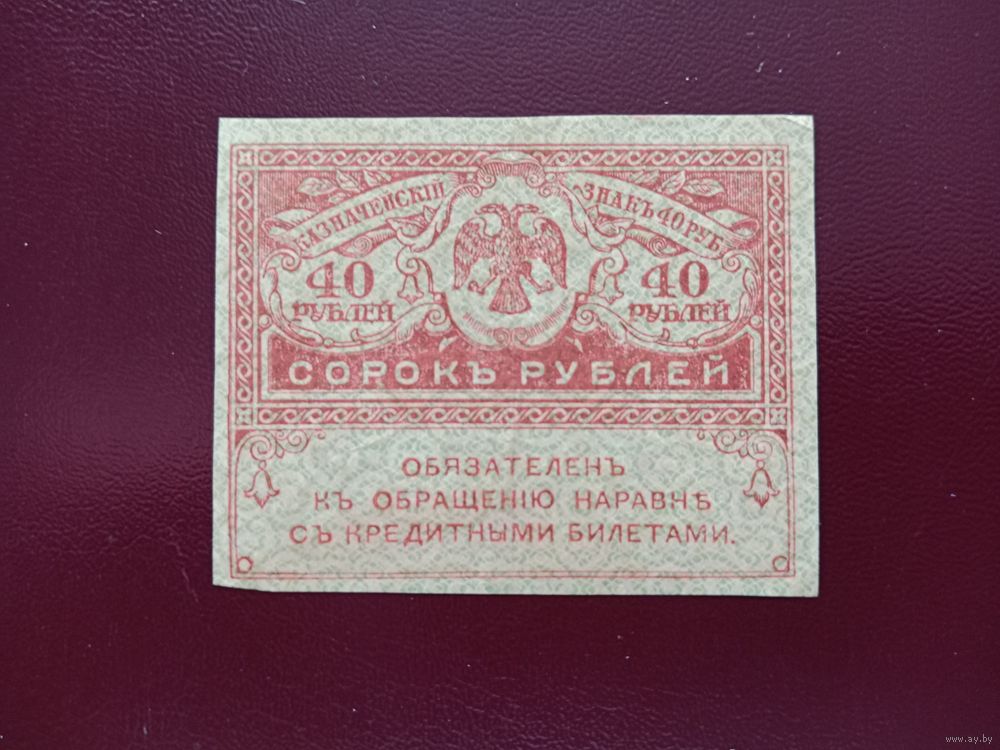 КАЗНАЧЕЙСКІЙ ЗНАКЪ 40 РУБ.
40 40
РУБЛЕЙ РУБЛЕЙ
СОРОКЪ РУБЛЕЙ
ОБЯЗАТЕЛЕНЪ
КЪ ОБРАЩЕНІЮ НАРАВНѢ
СЪ КРЕДИТНЫМИ БИЛЕТАМИ.
www.ay.by